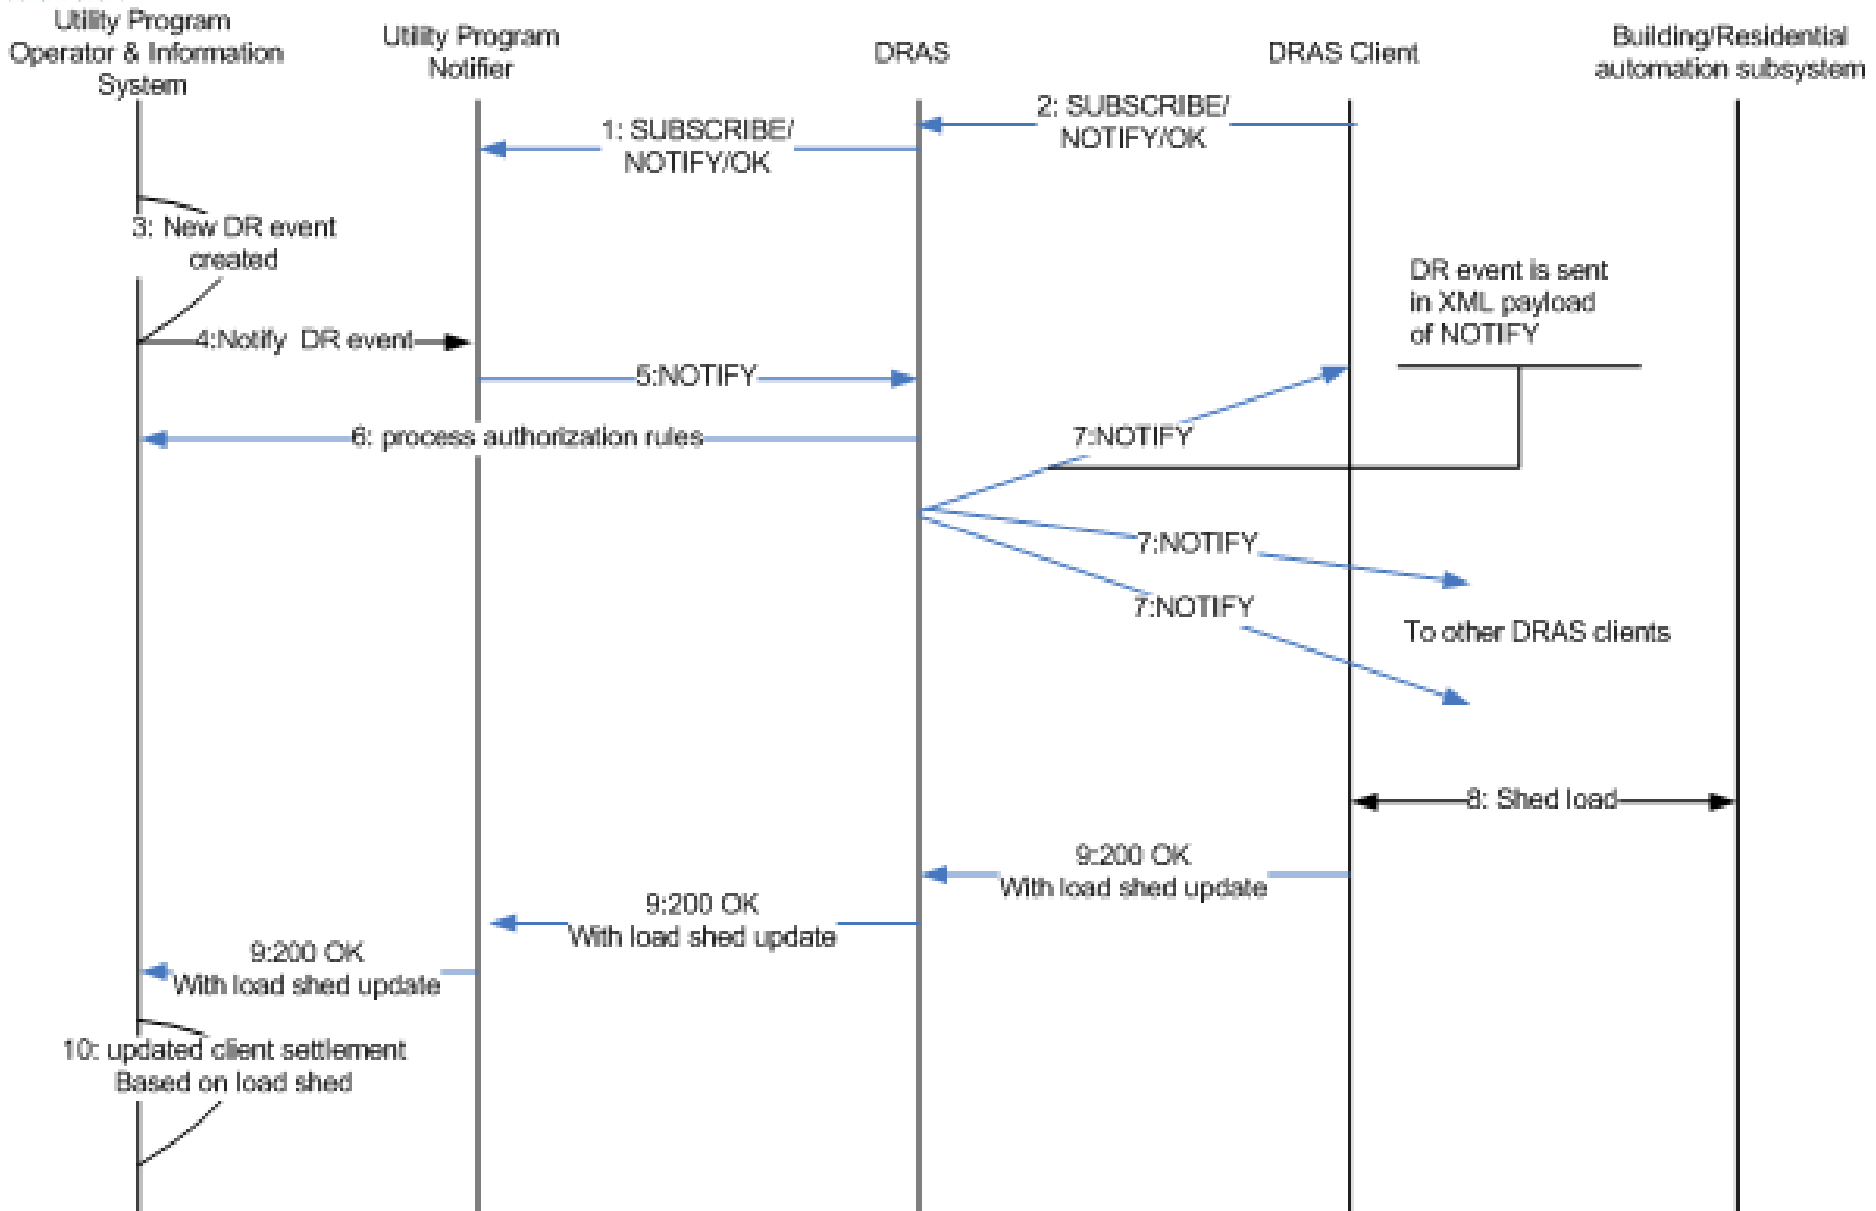 Utility Program
Operator & Information
System
Utility Program
Notifier
DRAS
DRAS Client
Building/Residential
automation subsystem
2: SUBSCRIBE/
NOTIFY/OK
1: SUBSCRIBE/
NOTIFY/OK
3: New DR event
created
DR event is sent
in XML payload
of NOTIFY
4:Notify DR event
5:NOTIFY
6: process authorization rules
7:NOTIFY
7:NOTIFY
7:NOTIFY
To other DRAS clients
8: Shed load
9:200 OK
With load shed update
9:200 OK
With load shed update
9:200 OK
With load shed update
10: updated client settlement
Based on load shed